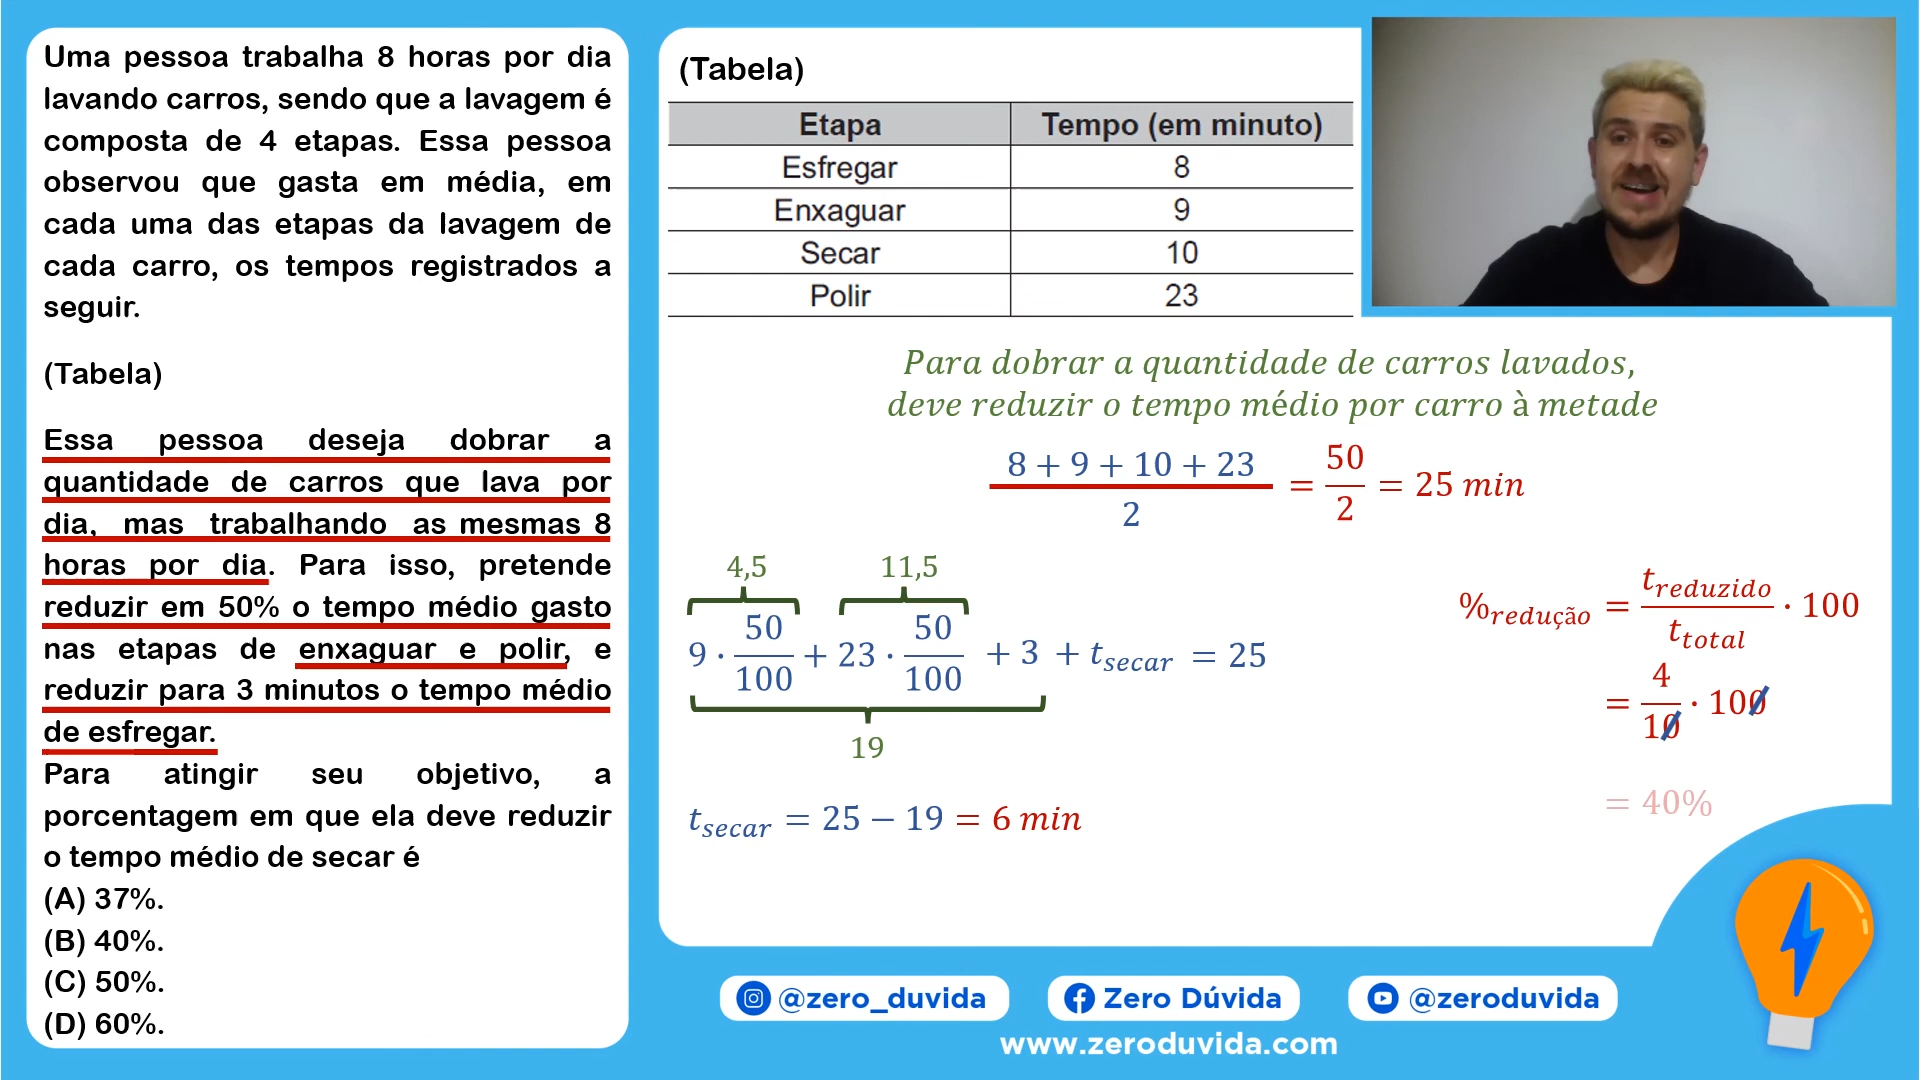 Uma pessoa trabalha 8 horas por dia
lavando carros, sendo que a lavagem é
composta de 4 etapas. Essa pessoa
observou que gasta em média, em
cada uma das etapas da lavagem de
cada carro, os tempos registrados a
seguir.
(Tabela)
Essa pessoa deseja dobrar a
quantidade de carros que lava por
dia, mas trabalhando as mesmas 8
horas por dia. Para isso, pretende
reduzir em 50% o tempo médio gasto
nas etapas de enxaguar e polir, e
reduzir para 3 minutos o tempo médio
de esfregar.
Para atingir seu objetivo, a
porcentagem em que ela deve reduzir
o tempo médio de secar é
(A) 37%.
(B) 40%.
(C) 50%.
(D) 60%.
(Tabela)
Etapa Tempo (em minuto)
Esfregar 8
Enxaguar 9
Secar 10
Polir 23
Para dobrar a quantidade de carros lavados,
deve reduzir o tempo médio por carro à metade
8 + 9 + 10 + 23 / 2 = 50 / 2 = 25 min
4,5 11,5
9 · 50/100 + 23 · 50/100 + 3 + t_secar = 25
19
t_secar = 25 − 19 = 6 min
%redução = t_reduzido / t_total · 100
= 4/10 · 100
= 40%
@zero_duvida Zero Dúvida @zeroduvida
www.zeroduvida.com